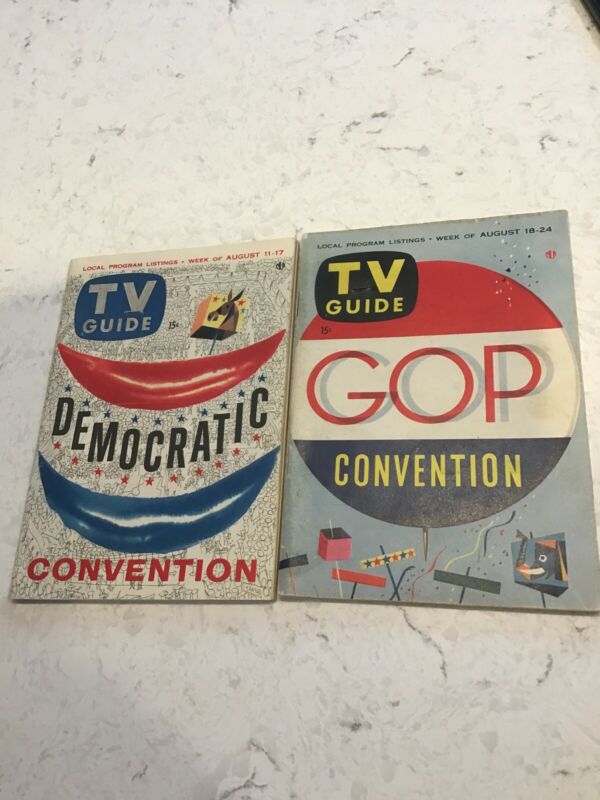 LOCAL PROGRAM LISTINGS • WEEK OF AUGUST 11-17
TV
GUIDE
15¢
DEMOCRATIC
CONVENTION
LOCAL PROGRAM LISTINGS • WEEK OF AUGUST 18-24
TV
GUIDE
15¢
GOP
CONVENTION